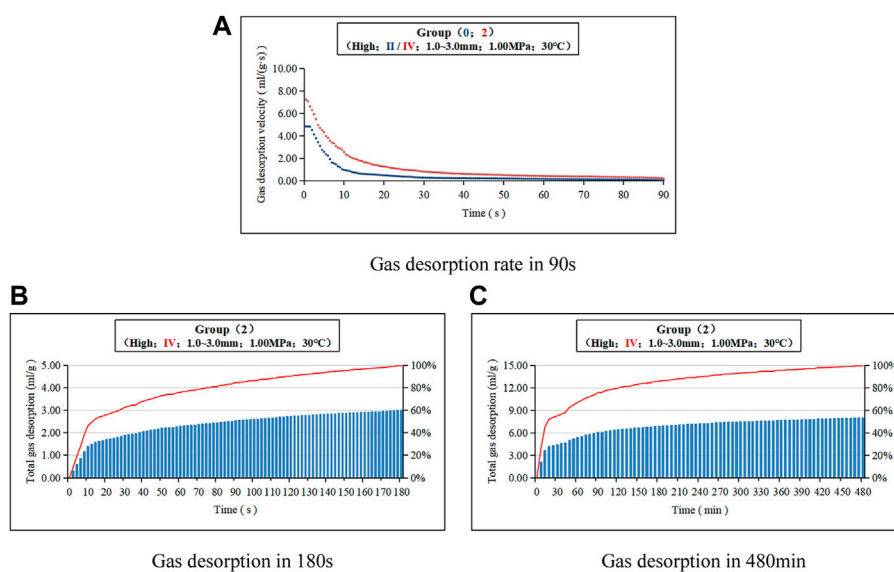 A
Group（0；2）
（High；II / IV；1.0~3.0mm；1.00MPa；30℃）
Gas desorption velocity ( ml/(g·s) )
10.00
8.00
6.00
4.00
2.00
0.00
0 10 20 30 40 50 60 70 80 90
Time ( s )
Gas desorption rate in 90s
B
Group（2）
（High；IV；1.0~3.0mm；1.00MPa；30℃）
Total gas desorption (ml/g )
5.00 100%
4.00 80%
3.00 60%
2.00 40%
1.00 20%
0.00 0%
0 10 20 30 40 50 60 70 80 90 100 110 120 130 140 150 160 170 180
Time ( s )
Gas desorption in 180s
C
Group（2）
（High；IV；1.0~3.0mm；1.00MPa；30℃）
Total gas desorption (ml/g )
15.00 100%
12.00 80%
9.00 60%
6.00 40%
3.00 20%
0.00 0%
0 30 60 90 120 150 180 210 240 270 300 330 360 390 420 450 480
Time ( min )
Gas desorption in 480min